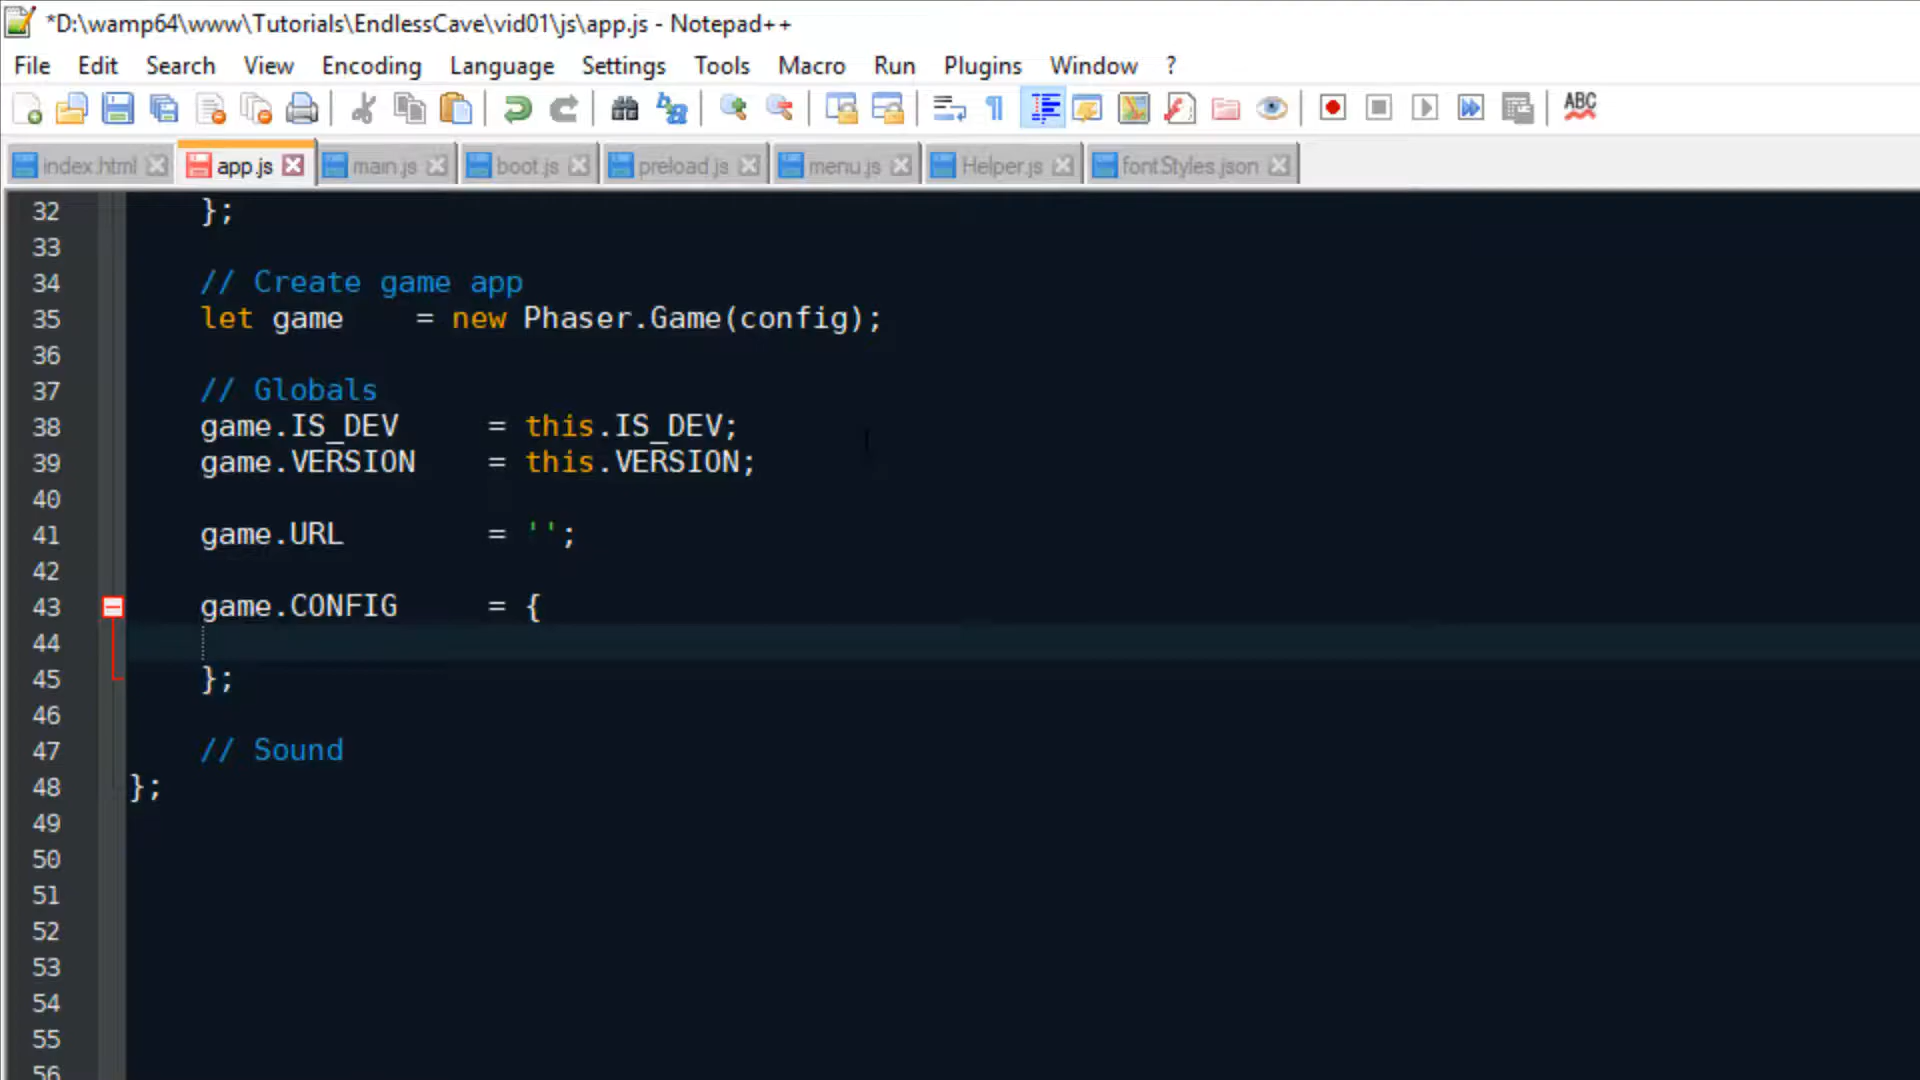 *D:\wamp64\www\Tutorials\EndlessCave\vid01\js\app.js - Notepad++
File Edit Search View Encoding Language Settings Tools Macro Run Plugins Window ?
ABC
index.html app.js main.js boot.js preload.js menu.js Helper.js fontStyles.json
32 };
33
34 // Create game app
35 let game = new Phaser.Game(config);
36
37 // Globals
38 game.IS_DEV = this.IS_DEV;
39 game.VERSION = this.VERSION;
40
41 game.URL = '';
42
43 game.CONFIG = {
44
45 };
46
47 // Sound
48 };
49
50
51
52
53
54
55
56